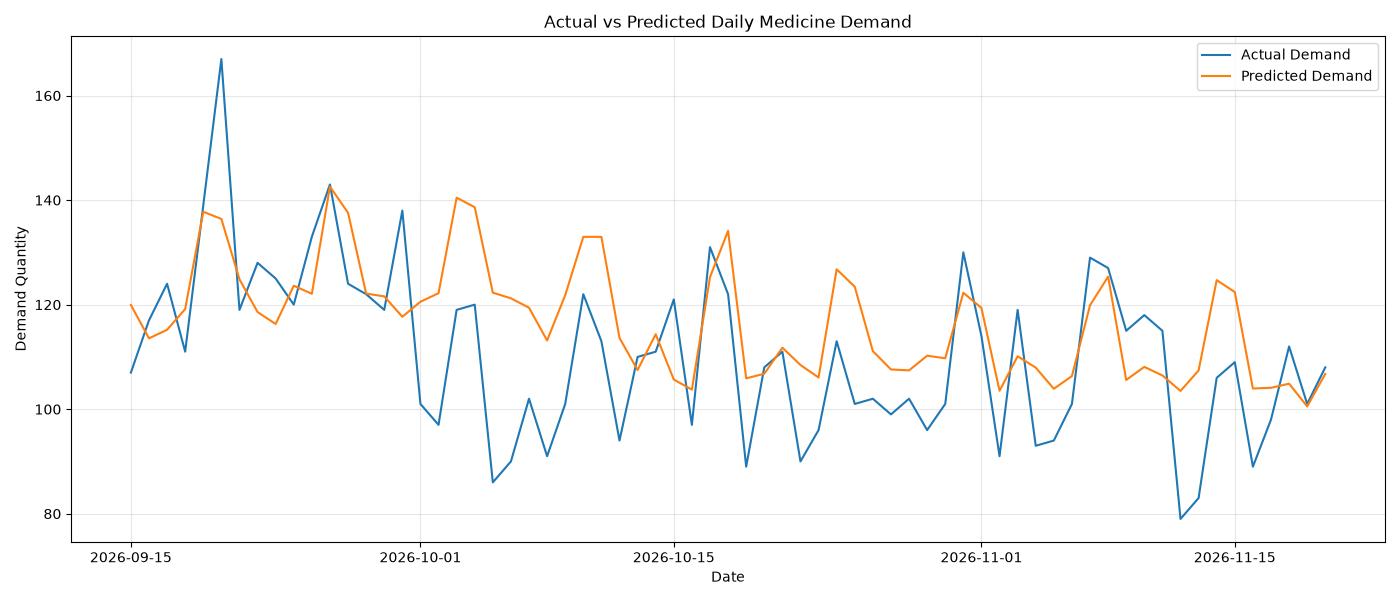 Actual vs Predicted Daily Medicine Demand
Actual Demand
Predicted Demand
Demand Quantity
160
140
120
100
80
2026-09-15
2026-10-01
2026-10-15
2026-11-01
2026-11-15
Date